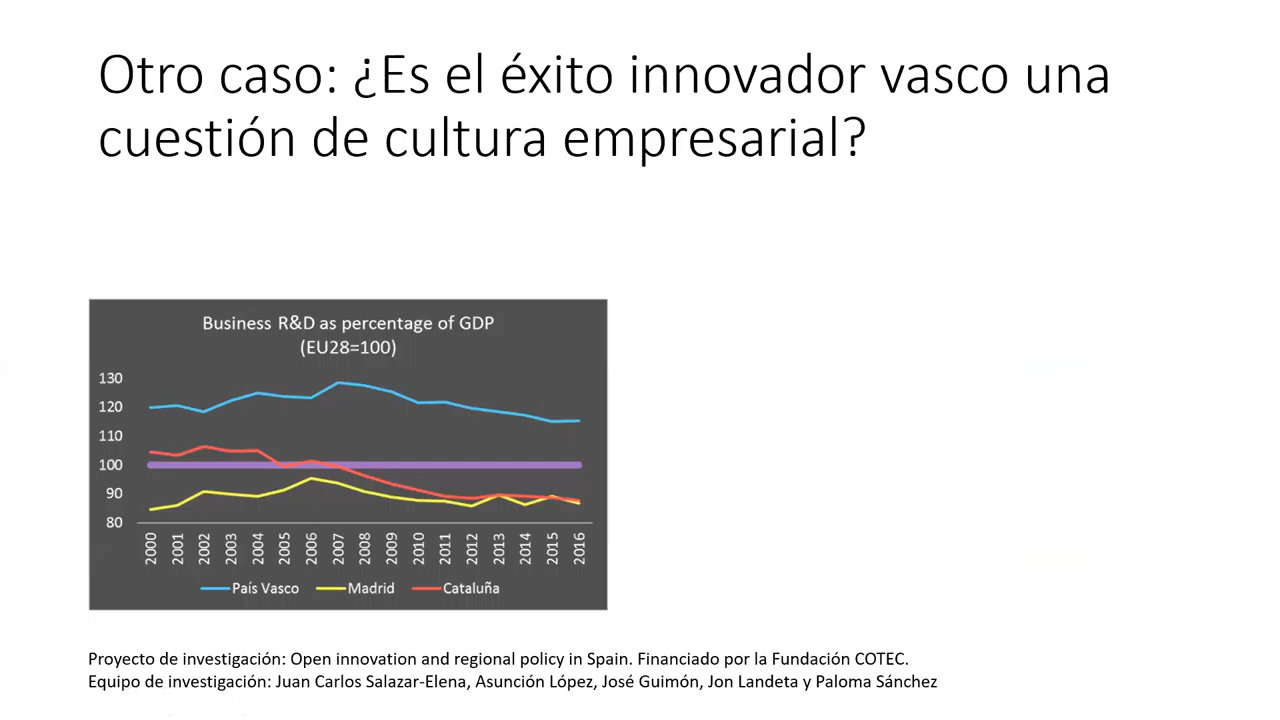 Otro caso: ¿Es el éxito innovador vasco una
cuestión de cultura empresarial?
Business R&D as percentage of GDP
(EU28=100)
130
120
110
100
90
80
2000 2001 2002 2003 2004 2005 2006 2007 2008 2009 2010 2011 2012 2013 2014 2015 2016
País Vasco Madrid Cataluña
Proyecto de investigación: Open innovation and regional policy in Spain. Financiado por la Fundación COTEC.
Equipo de investigación: Juan Carlos Salazar-Elena, Asunción López, José Guimón, Jon Landeta y Paloma Sánchez